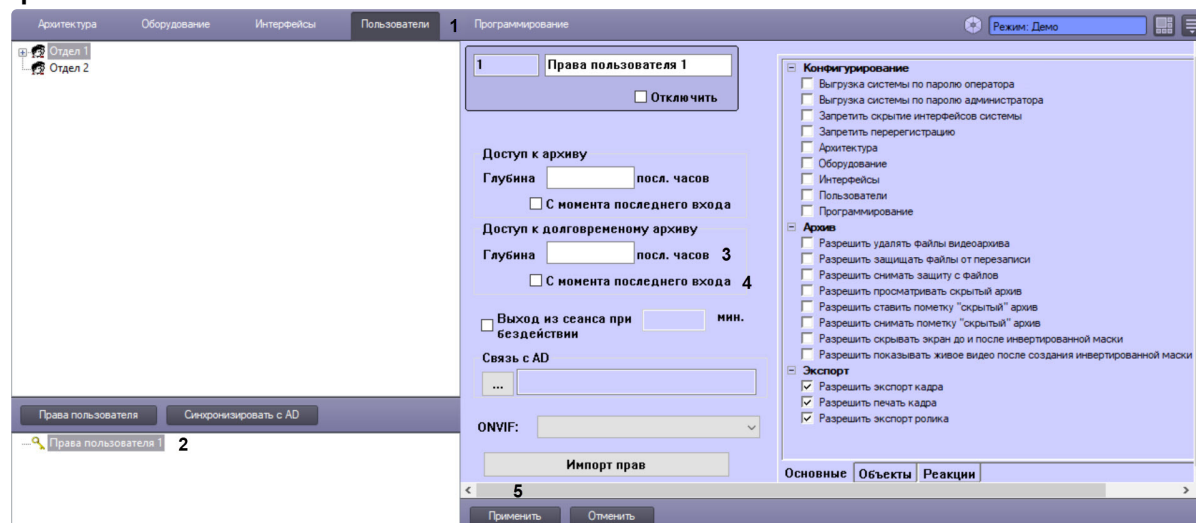 Архитектура Оборудование Интерфейсы Пользователи 1 Программирование Режим: Демо
Отдел 1
Отдел 2
1 Права пользователя 1
Отключить
Доступ к архиву
Глубина посл. часов
С момента последнего входа
Доступ к долговременому архиву
Глубина посл. часов 3
С момента последнего входа 4
Выход из сеанса при бездействии мин.
Связь с AD
...
ONVIF:
Импорт прав
5
Применить Отменить
Конфигурирование
Выгрузка системы по паролю оператора
Выгрузка системы по паролю администратора
Запретить скрытие интерфейсов системы
Запретить перерегистрацию
Архитектура
Оборудование
Интерфейсы
Пользователи
Программирование
Архив
Разрешить удалять файлы видеоархива
Разрешить защищать файлы от перезаписи
Разрешить снимать защиту с файлов
Разрешить просматривать скрытый архив
Разрешить ставить пометку "скрытый" архив
Разрешить снимать пометку "скрытый" архив
Разрешить скрывать экран до и после инвертированной маски
Разрешить показывать живое видео после создания инвертированной маски
Экспорт
Разрешить экспорт кадра
Разрешить печать кадра
Разрешить экспорт ролика
Основные Объекты Реакции
Права пользователя Синхронизировать с AD
Права пользователя 1 2